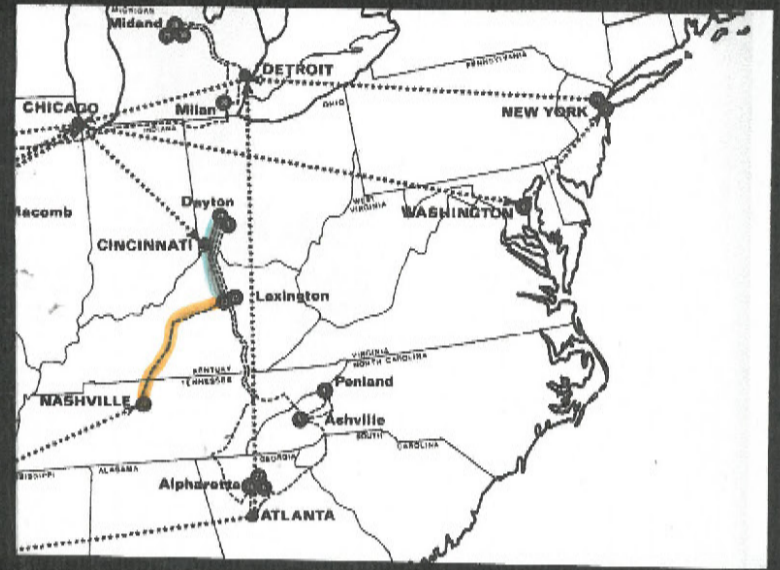 MICHIGAN
Midand
DETROIT
PENNSYLVANIA
CHICAGO
Milan
OHIO
NEW YORK
INDIANA
Dayton
WEST
VIRGINIA
Macomb
WASHINGTON
CINCINNATI
Lexington
VIRGINIA
NORTH CAROLINA
KENTUCKY
TENNESSEE
Penland
NASHVILLE
Ashville
SOUTH
CAROLINA
GEORGIA
ALABAMA
SISSIPPI
Alpharetta
ATLANTA